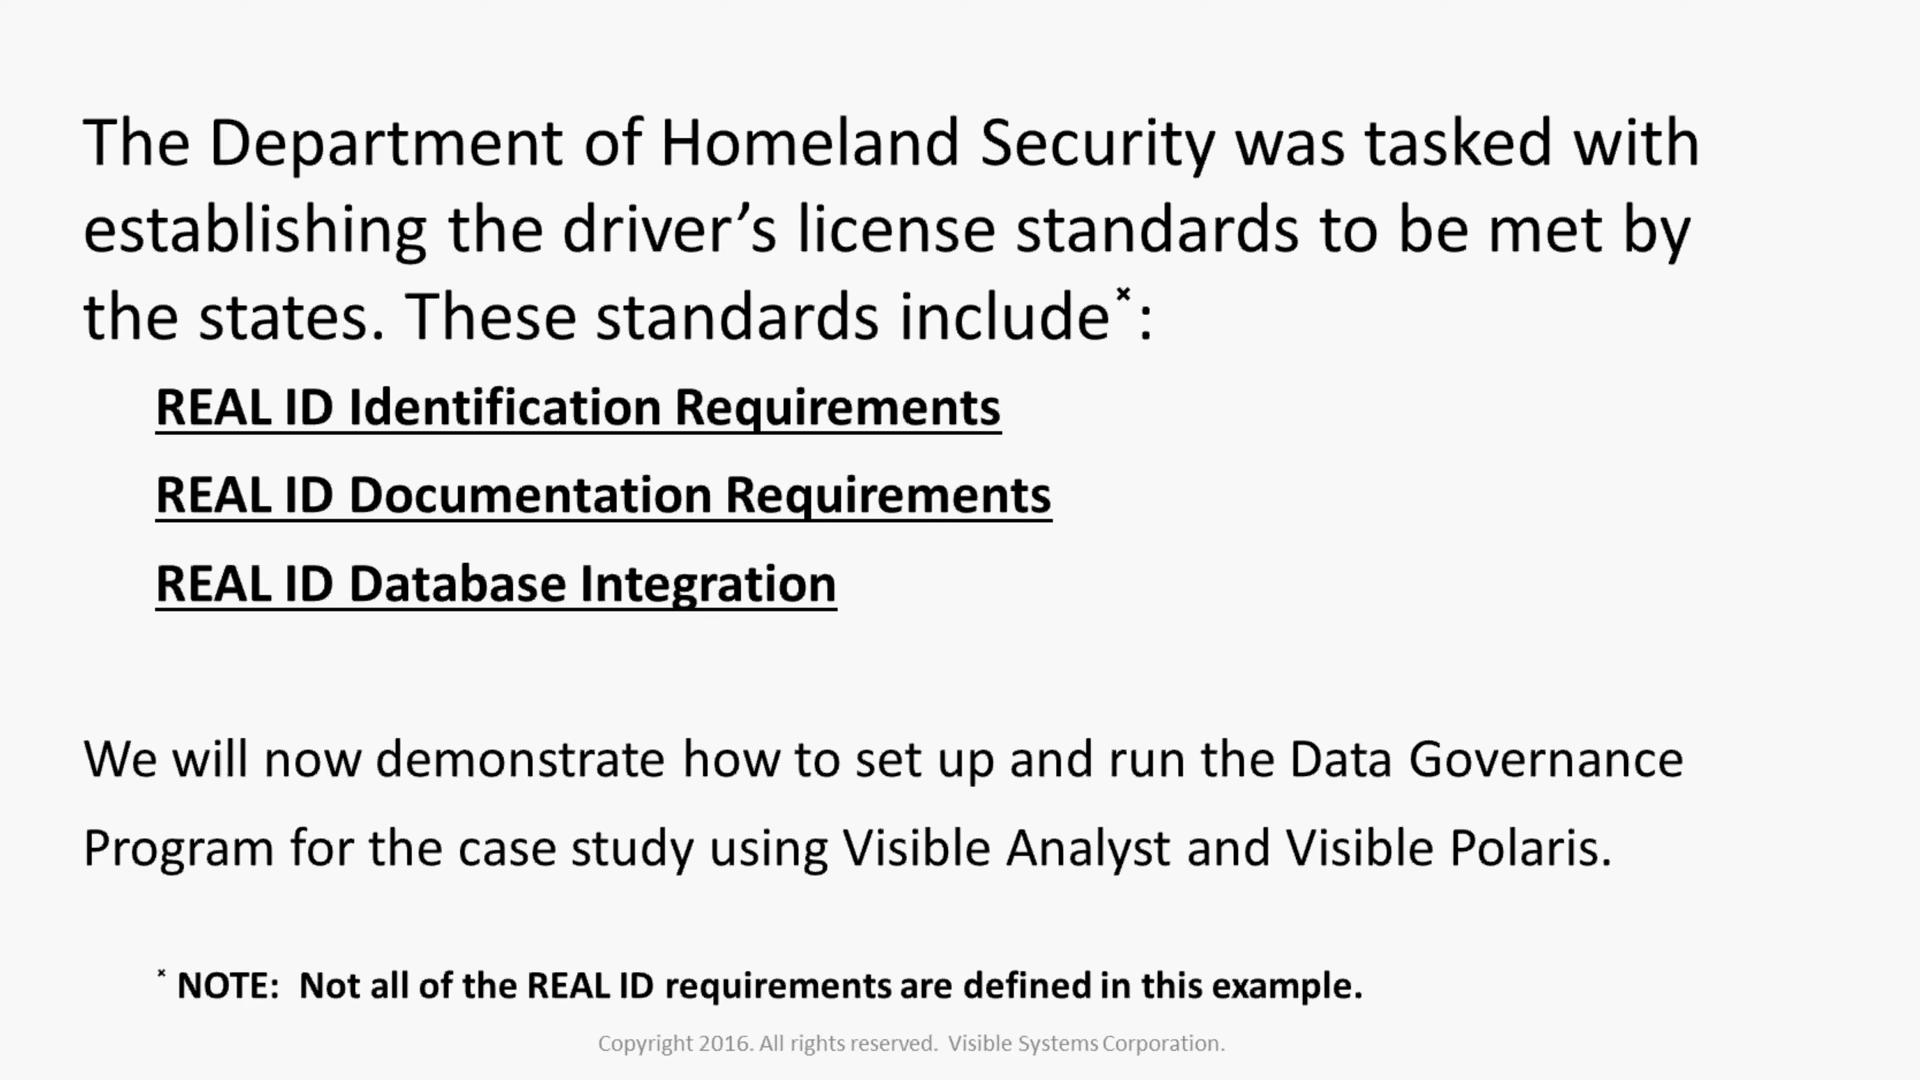 The Department of Homeland Security was tasked with
establishing the driver’s license standards to be met by
the states. These standards include*:
REAL ID Identification Requirements
REAL ID Documentation Requirements
REAL ID Database Integration
We will now demonstrate how to set up and run the Data Governance
Program for the case study using Visible Analyst and Visible Polaris.
* NOTE:  Not all of the REAL ID requirements are defined in this example.
Copyright 2016. All rights reserved.  Visible Systems Corporation.